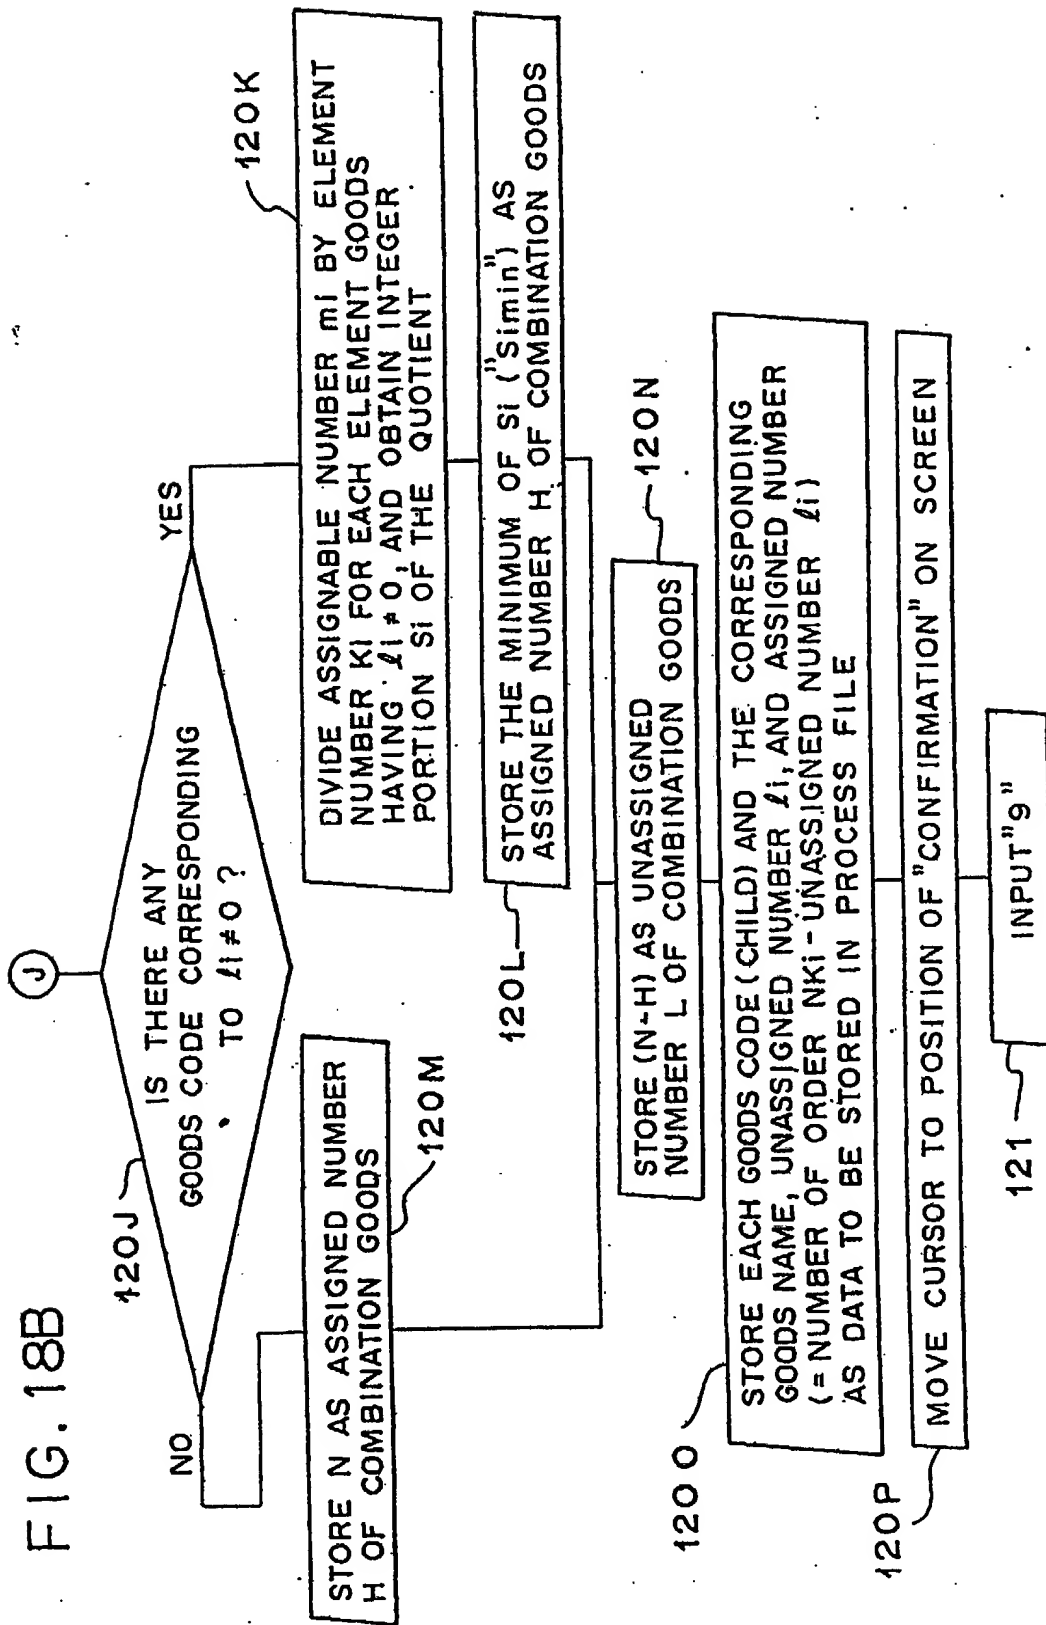 FIG. 18B
J
120J
IS THERE ANY
GOODS CODE CORRESPONDING
TO ℓi≠0 ?
NO
YES
120K
DIVIDE ASSIGNABLE NUMBER mi BY ELEMENT
NUMBER Ki FOR EACH ELEMENT GOODS
HAVING ℓi≠0, AND OBTAIN INTEGER
PORTION Si OF THE QUOTIENT
STORE N AS ASSIGNED NUMBER
H OF COMBINATION GOODS
120M
120L
STORE THE MINIMUM OF Si ("Simin") AS
ASSIGNED NUMBER H OF COMBINATION GOODS
120N
STORE (N-H) AS UNASSIGNED
NUMBER L OF COMBINATION GOODS
120O
STORE EACH GOODS CODE (CHILD) AND THE CORRESPONDING
GOODS NAME, UNASSIGNED NUMBER ℓi, AND ASSIGNED NUMBER
(= NUMBER OF ORDER NKi - UNASSIGNED NUMBER ℓi)
AS DATA TO BE STORED IN PROCESS FILE
120P
MOVE CURSOR TO POSITION OF "CONFIRMATION" ON SCREEN
121
INPUT "9"